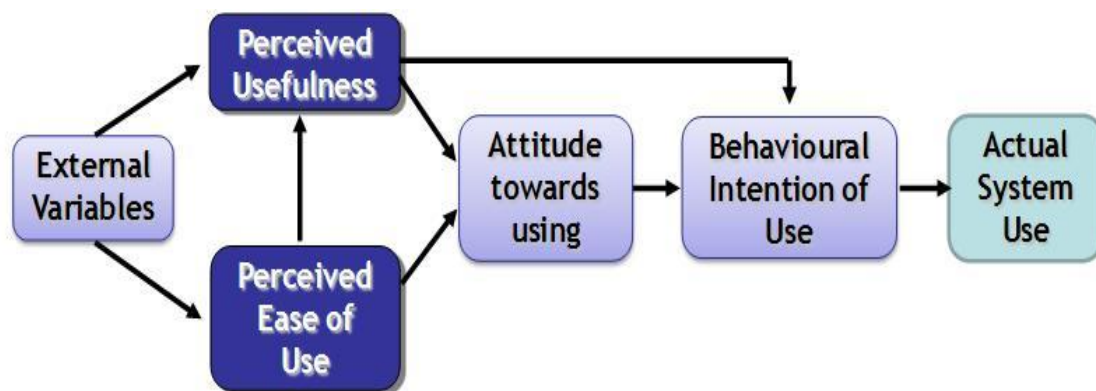 Perceived
Usefulness
External
Variables
Perceived
Ease of
Use
Attitude
towards
using
Behavioural
Intention of
Use
Actual
System
Use